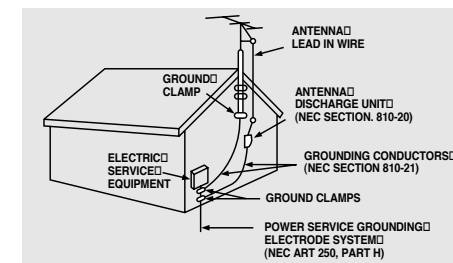 ANTENNA
LEAD IN WIRE
GROUND
CLAMP
ANTENNA
DISCHARGE UNIT
(NEC SECTION. 810-20)
ELECTRIC
SERVICE
EQUIPMENT
GROUNDING CONDUCTORS
(NEC SECTION 810-21)
GROUND CLAMPS
POWER SERVICE GROUNDING
ELECTRODE SYSTEM
(NEC ART 250, PART H)